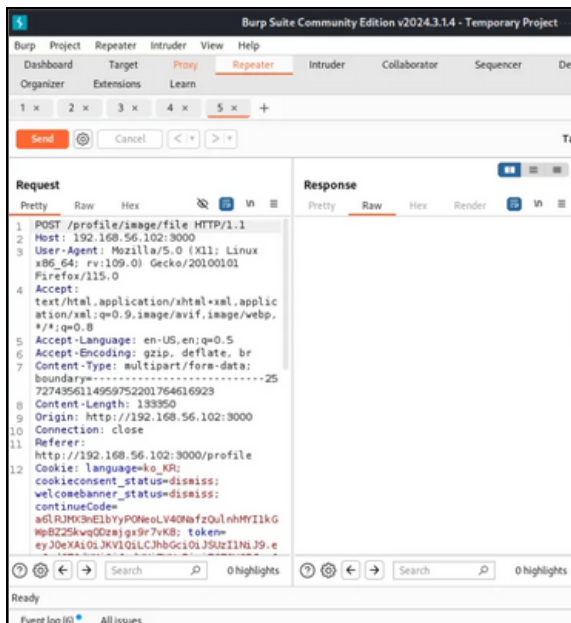 Burp Suite Community Edition v2024.3.1.4 - Temporary Project
Burp Project Repeater Intruder View Help
Dashboard Target Proxy Repeater Intruder Collaborator Sequencer
Organizer Extensions Learn
1 × 2 × 3 × 4 × 5 × +
Send Cancel < >
Request Response
Pretty Raw Hex \n Pretty Raw Hex Render \n
1 POST /profile/image/file HTTP/1.1
2 Host: 192.168.56.102:3000
3 User-Agent: Mozilla/5.0 (X11; Linux
x86_64; rv:109.0) Gecko/20100101
Firefox/115.0
4 Accept:
text/html,application/xhtml+xml,applic
ation/xml;q=0.9,image/avif,image/webp,
*/*;q=0.8
5 Accept-Language: en-US,en;q=0.5
6 Accept-Encoding: gzip, deflate, br
7 Content-Type: multipart/form-data;
8 Content-Length: 133350
9 Origin: http://192.168.56.102:3000
10 Connection: close
11 Referer:
http://192.168.56.102:3000/profile
12 Cookie: language=ko_KR;
cookieconsent_status=dismiss;
welcomebanner_status=dismiss;
continueCode=
token=
Search 0 highlights Search 0 highlights
Ready
Event log (6) All issues